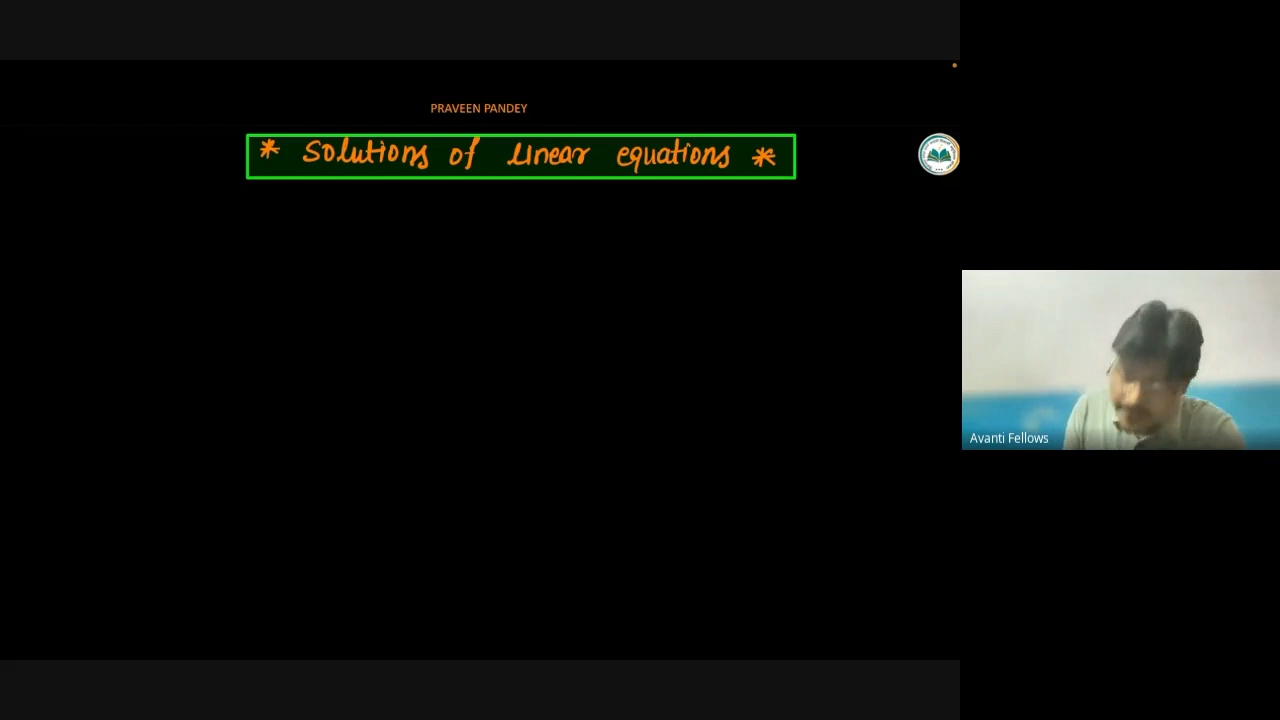 PRAVEEN PANDEY
* Solutions of Linear equations *
Avanti Fellows